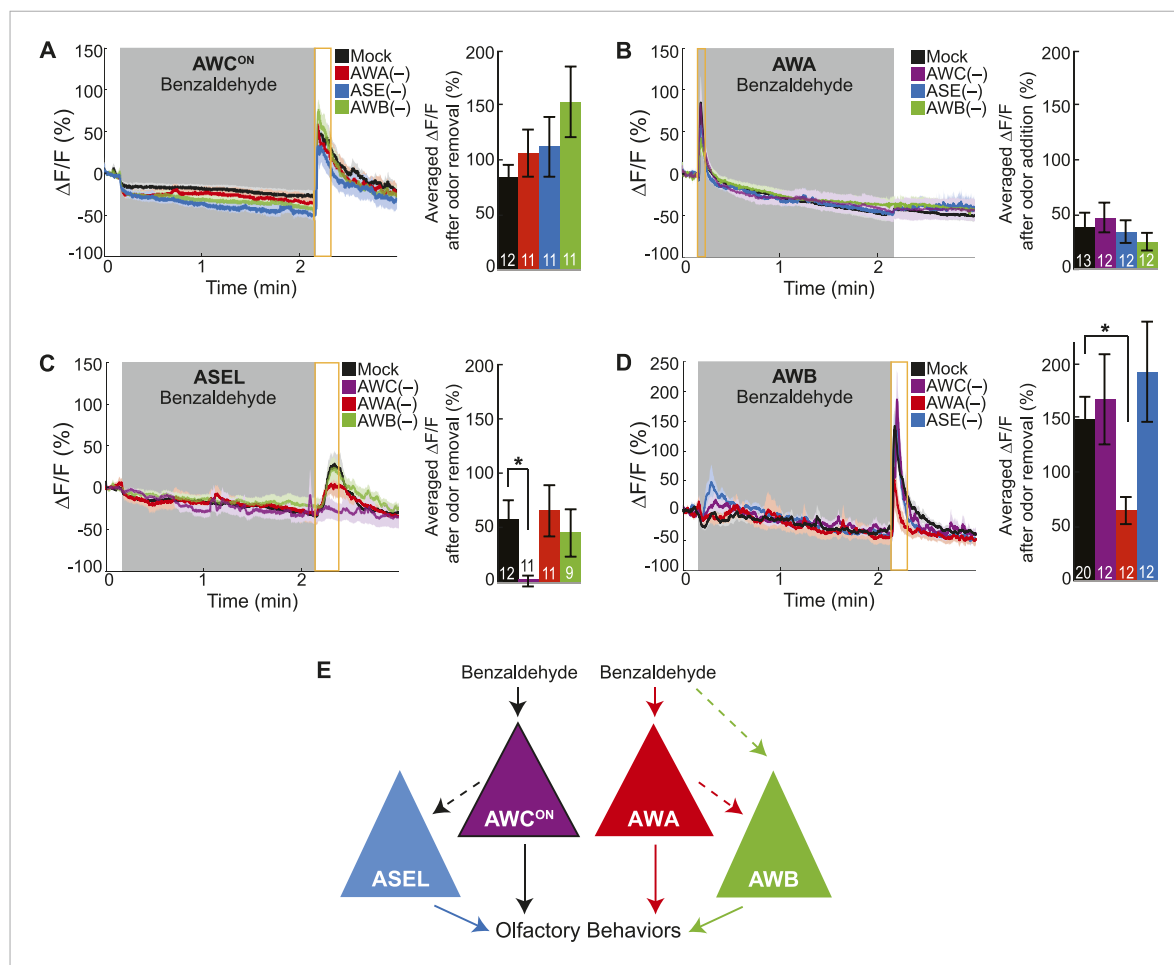 A
AWCᴼᴺ
Benzaldehyde
Mock
AWA(−)
ASE(−)
AWB(−)
ΔF/F (%)
150
100
50
0
-50
-100
0
1
2
Time (min)
Averaged ΔF/F
after odor removal (%)
200
150
100
50
0
12
11
11
11
B
AWA
Benzaldehyde
Mock
AWC(−)
ASE(−)
AWB(−)
ΔF/F (%)
150
100
50
0
-50
-100
0
1
2
Time (min)
Averaged ΔF/F
after odor addition (%)
200
150
100
50
0
13
12
12
12
C
ASEL
Benzaldehyde
Mock
AWC(−)
AWA(−)
AWB(−)
ΔF/F (%)
150
100
50
0
-50
-100
0
1
2
Time (min)
Averaged ΔF/F
after odor removal (%)
200
150
100
50
0
*
12
11
11
9
D
AWB
Benzaldehyde
Mock
AWC(−)
AWA(−)
ASE(−)
ΔF/F (%)
250
200
150
100
50
0
-50
-100
0
1
2
Time (min)
Averaged ΔF/F
after odor removal (%)
200
150
100
50
0
*
20
12
12
12
E
Benzaldehyde Benzaldehyde
AWCᴼᴺ
AWA
ASEL
AWB
Olfactory Behaviors